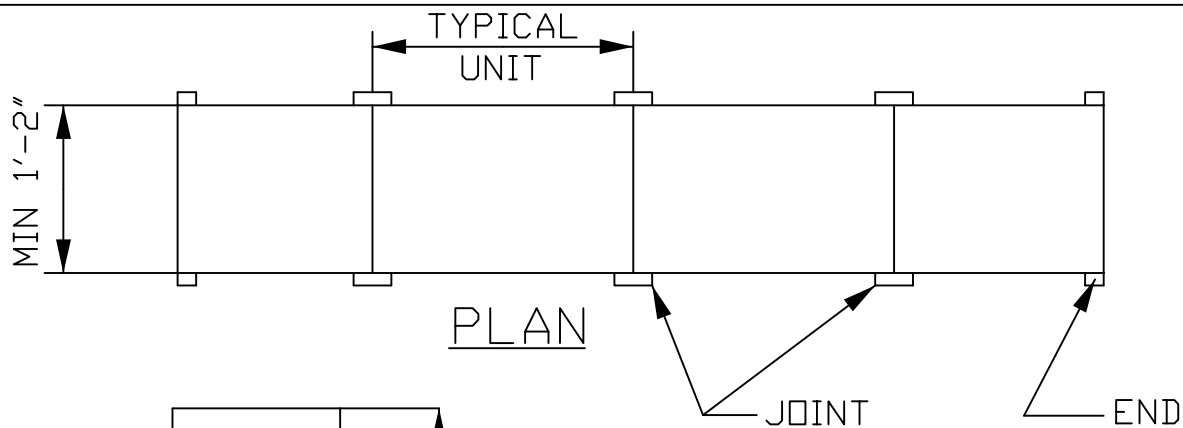 TYPICAL
UNIT
MIN 1'-2"
PLAN
JOINT
END